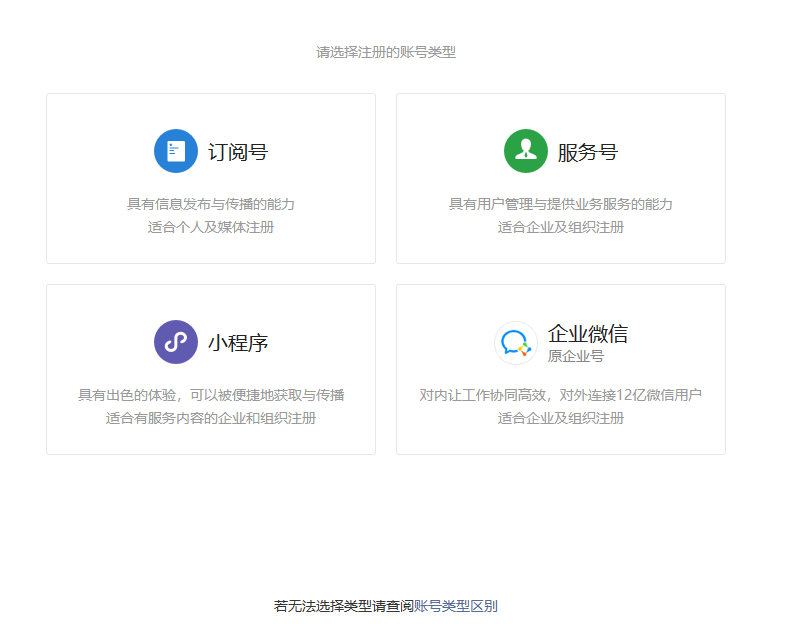 请选择注册的账号类型
订阅号
具有信息发布与传播的能力
适合个人及媒体注册
服务号
具有用户管理与提供业务服务的能力
适合企业及组织注册
小程序
具有出色的体验，可以被便捷地获取与传播
适合有服务内容的企业和组织注册
企业微信
原企业号
对内让工作协同高效，对外连接12亿微信用户
适合企业及组织注册
若无法选择类型请查阅账号类型区别